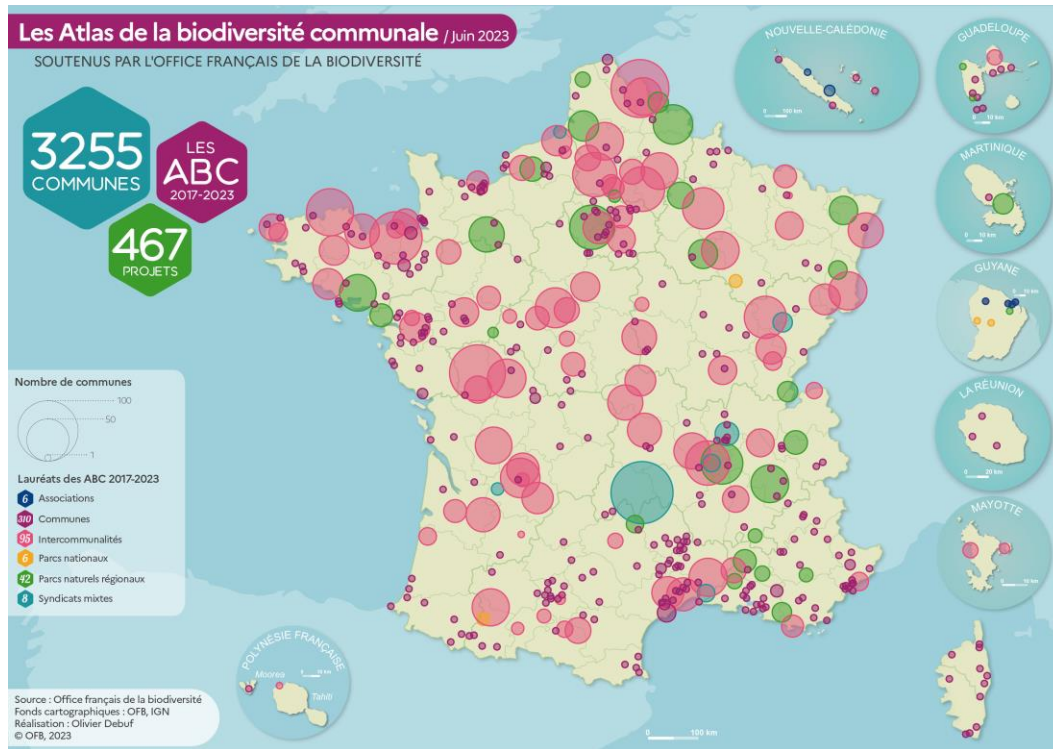 Les Atlas de la biodiversité communale / Juin 2023
SOUTENUS PAR L'OFFICE FRANÇAIS DE LA BIODIVERSITÉ
3255
COMMUNES
LES
ABC
2017-2023
467
PROJETS
NOUVELLE-CALÉDONIE
100 km
GUADELOUPE
10 km
MARTINIQUE
10 km
GUYANE
LA RÉUNION
20 km
MAYOTTE
10 km
Nombre de communes
100
50
1
Lauréats des ABC 2017-2023
6 Associations
310 Communes
95 Intercommunalités
6 Parcs nationaux
42 Parcs naturels régionaux
8 Syndicats mixtes
POLYNÉSIE FRANÇAISE
Moorea
Tahiti
Source : Office français de la biodiversité
Fonds cartographiques : OFB, IGN
Réalisation : Olivier Debuf
© OFB, 2023
100 km